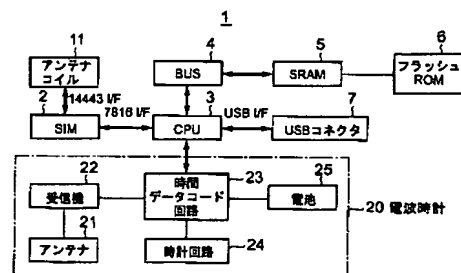 1
11
アンテナ
コイル
4
BUS
5
SRAM
6
フラッシュ
ROM
14443 I/F
2
SIM
7816 I/F
3
CPU
USB I/F
7
USBコネクタ
22
受信機
23
時間
データコード
回路
25
電池
20 電波時計
21
アンテナ
24
時計回路